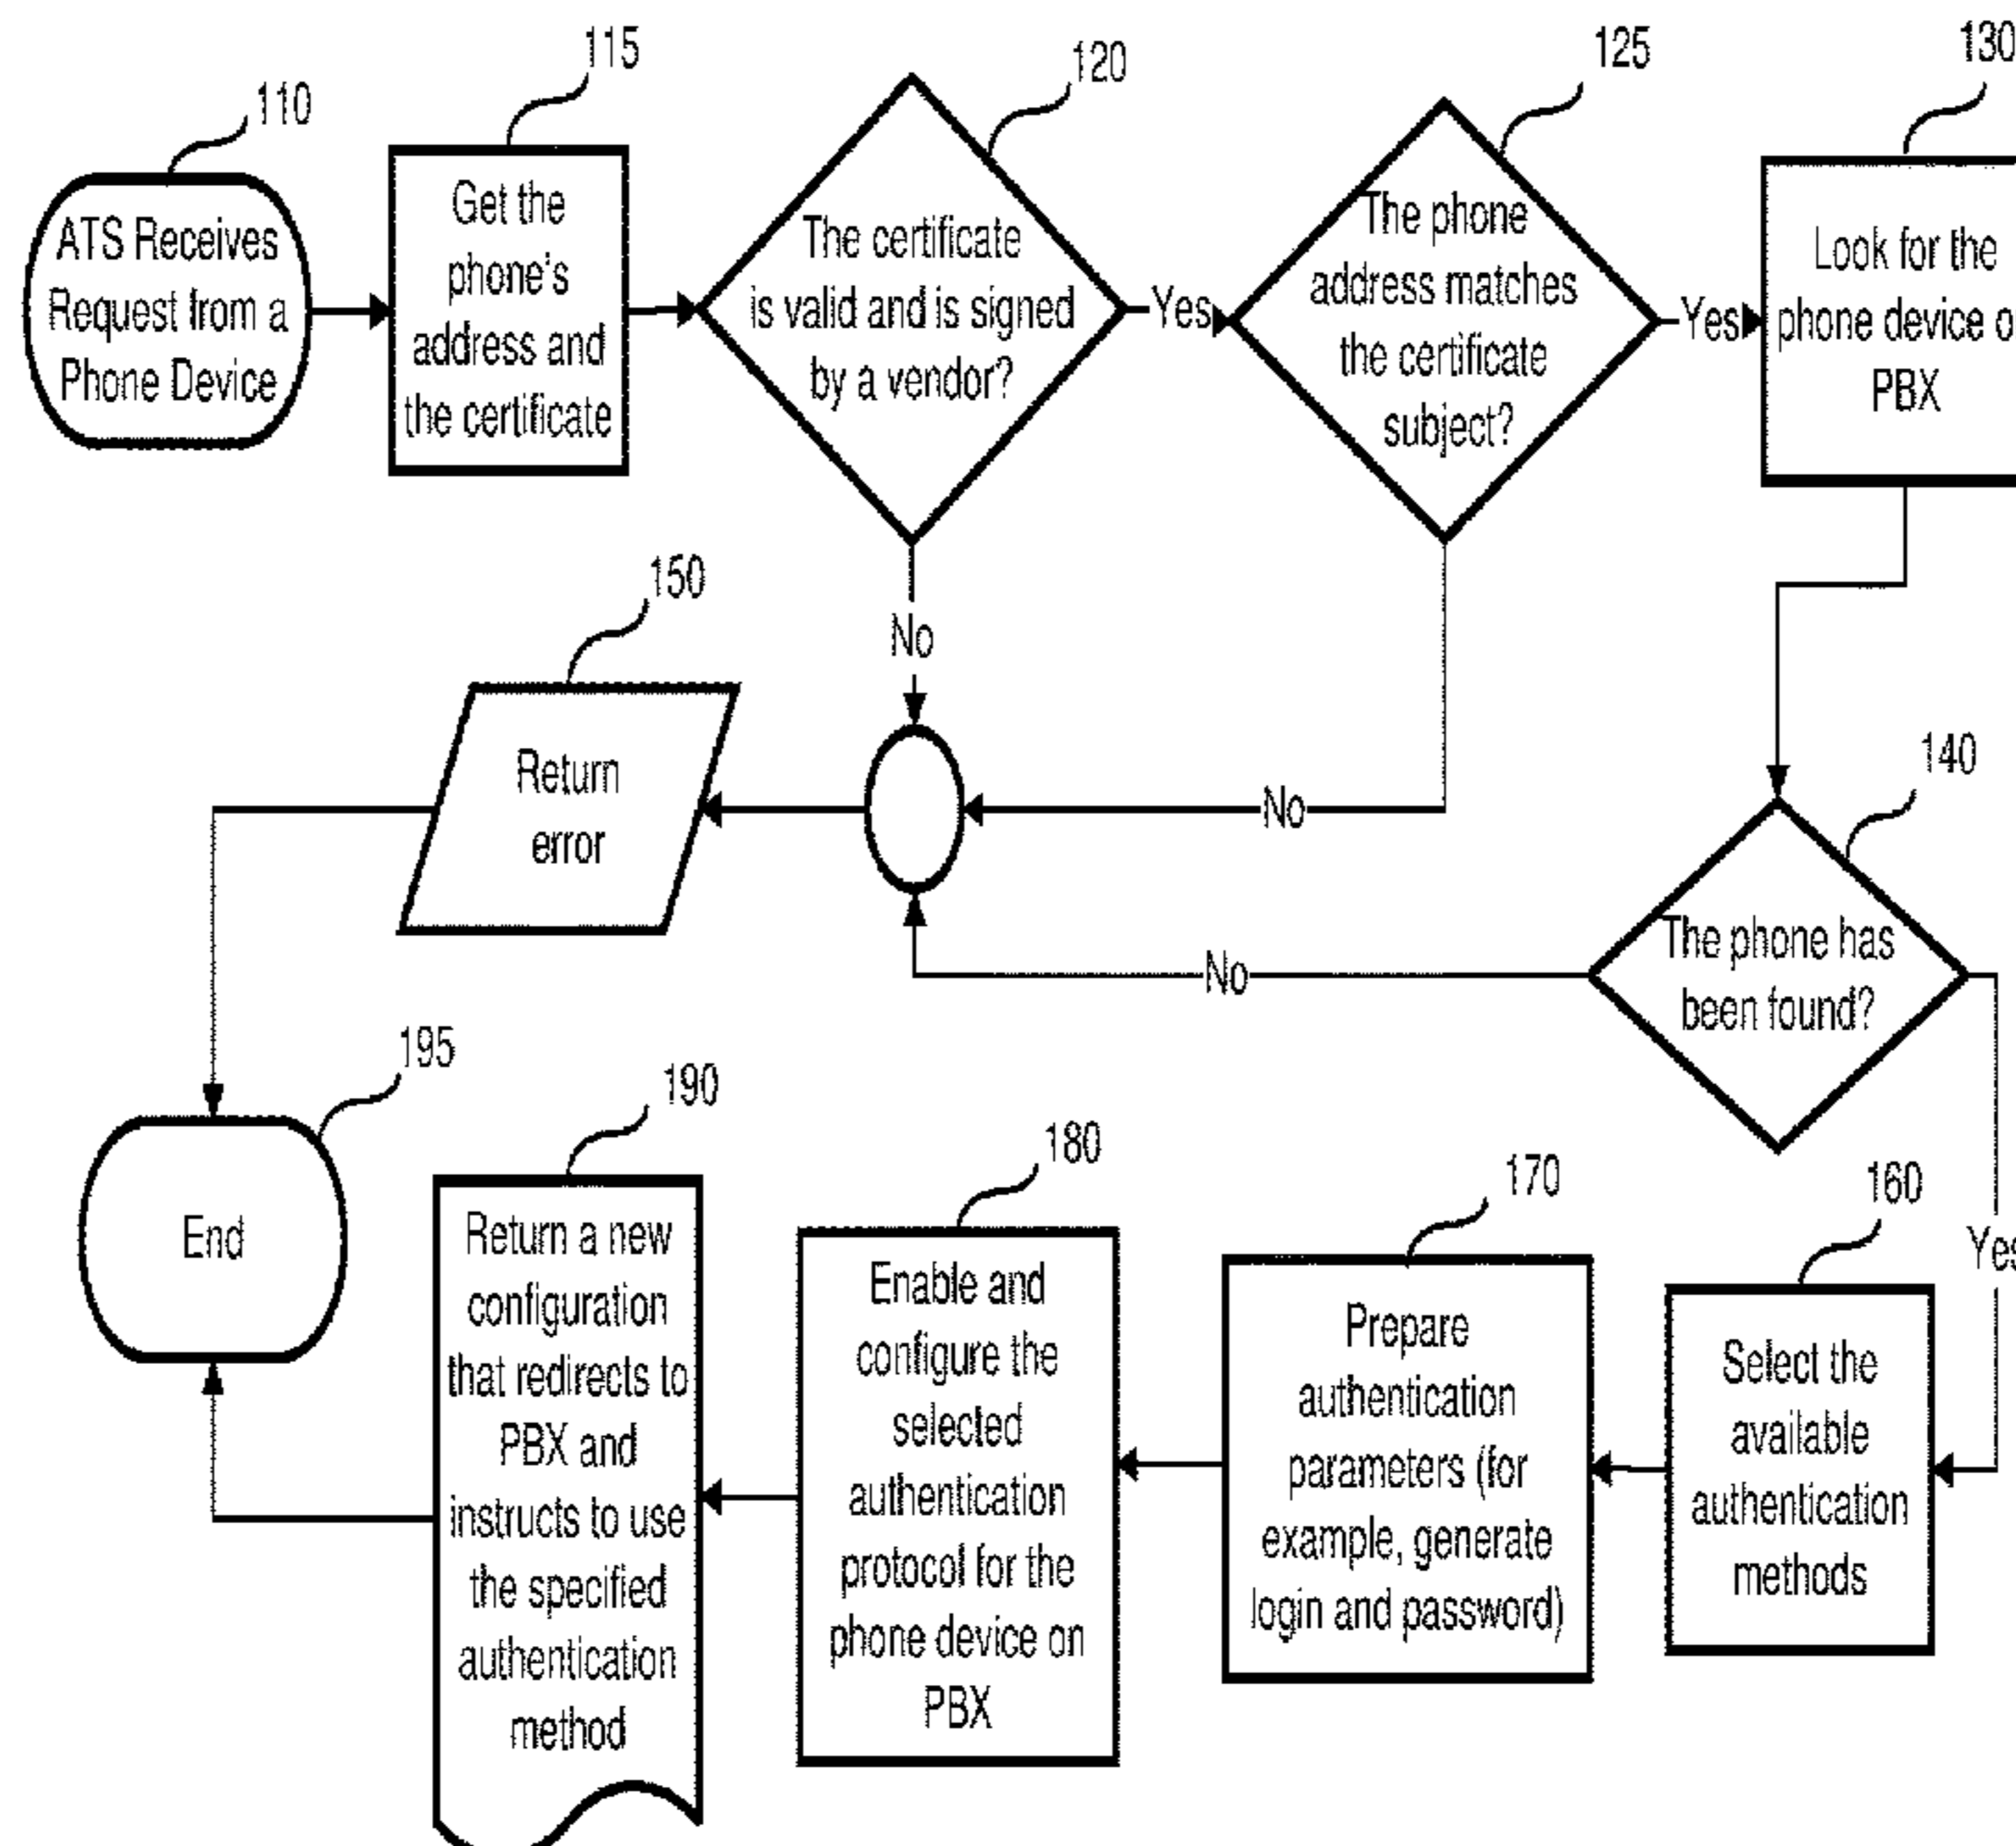 110
ATS Receives
Request from a
Phone Device
115
Get the
phone's
address and
the certificate
120
The certificate
is valid and is signed
by a vendor?
Yes
125
The phone
address matches
the certificate
subject?
Yes
130
Look for the
phone device
PBX
No
150
Return
error
No
140
The phone has
been found?
No
Yes
195
End
190
Return a new
configuration
that redirects to
PBX and
instructs to use
the specified
authentication
method
180
Enable and
configure the
selected
authentication
protocol for the
phone device on
PBX
170
Prepare
authentication
parameters (for
example, generate
login and password)
160
Select the
available
authentication
methods